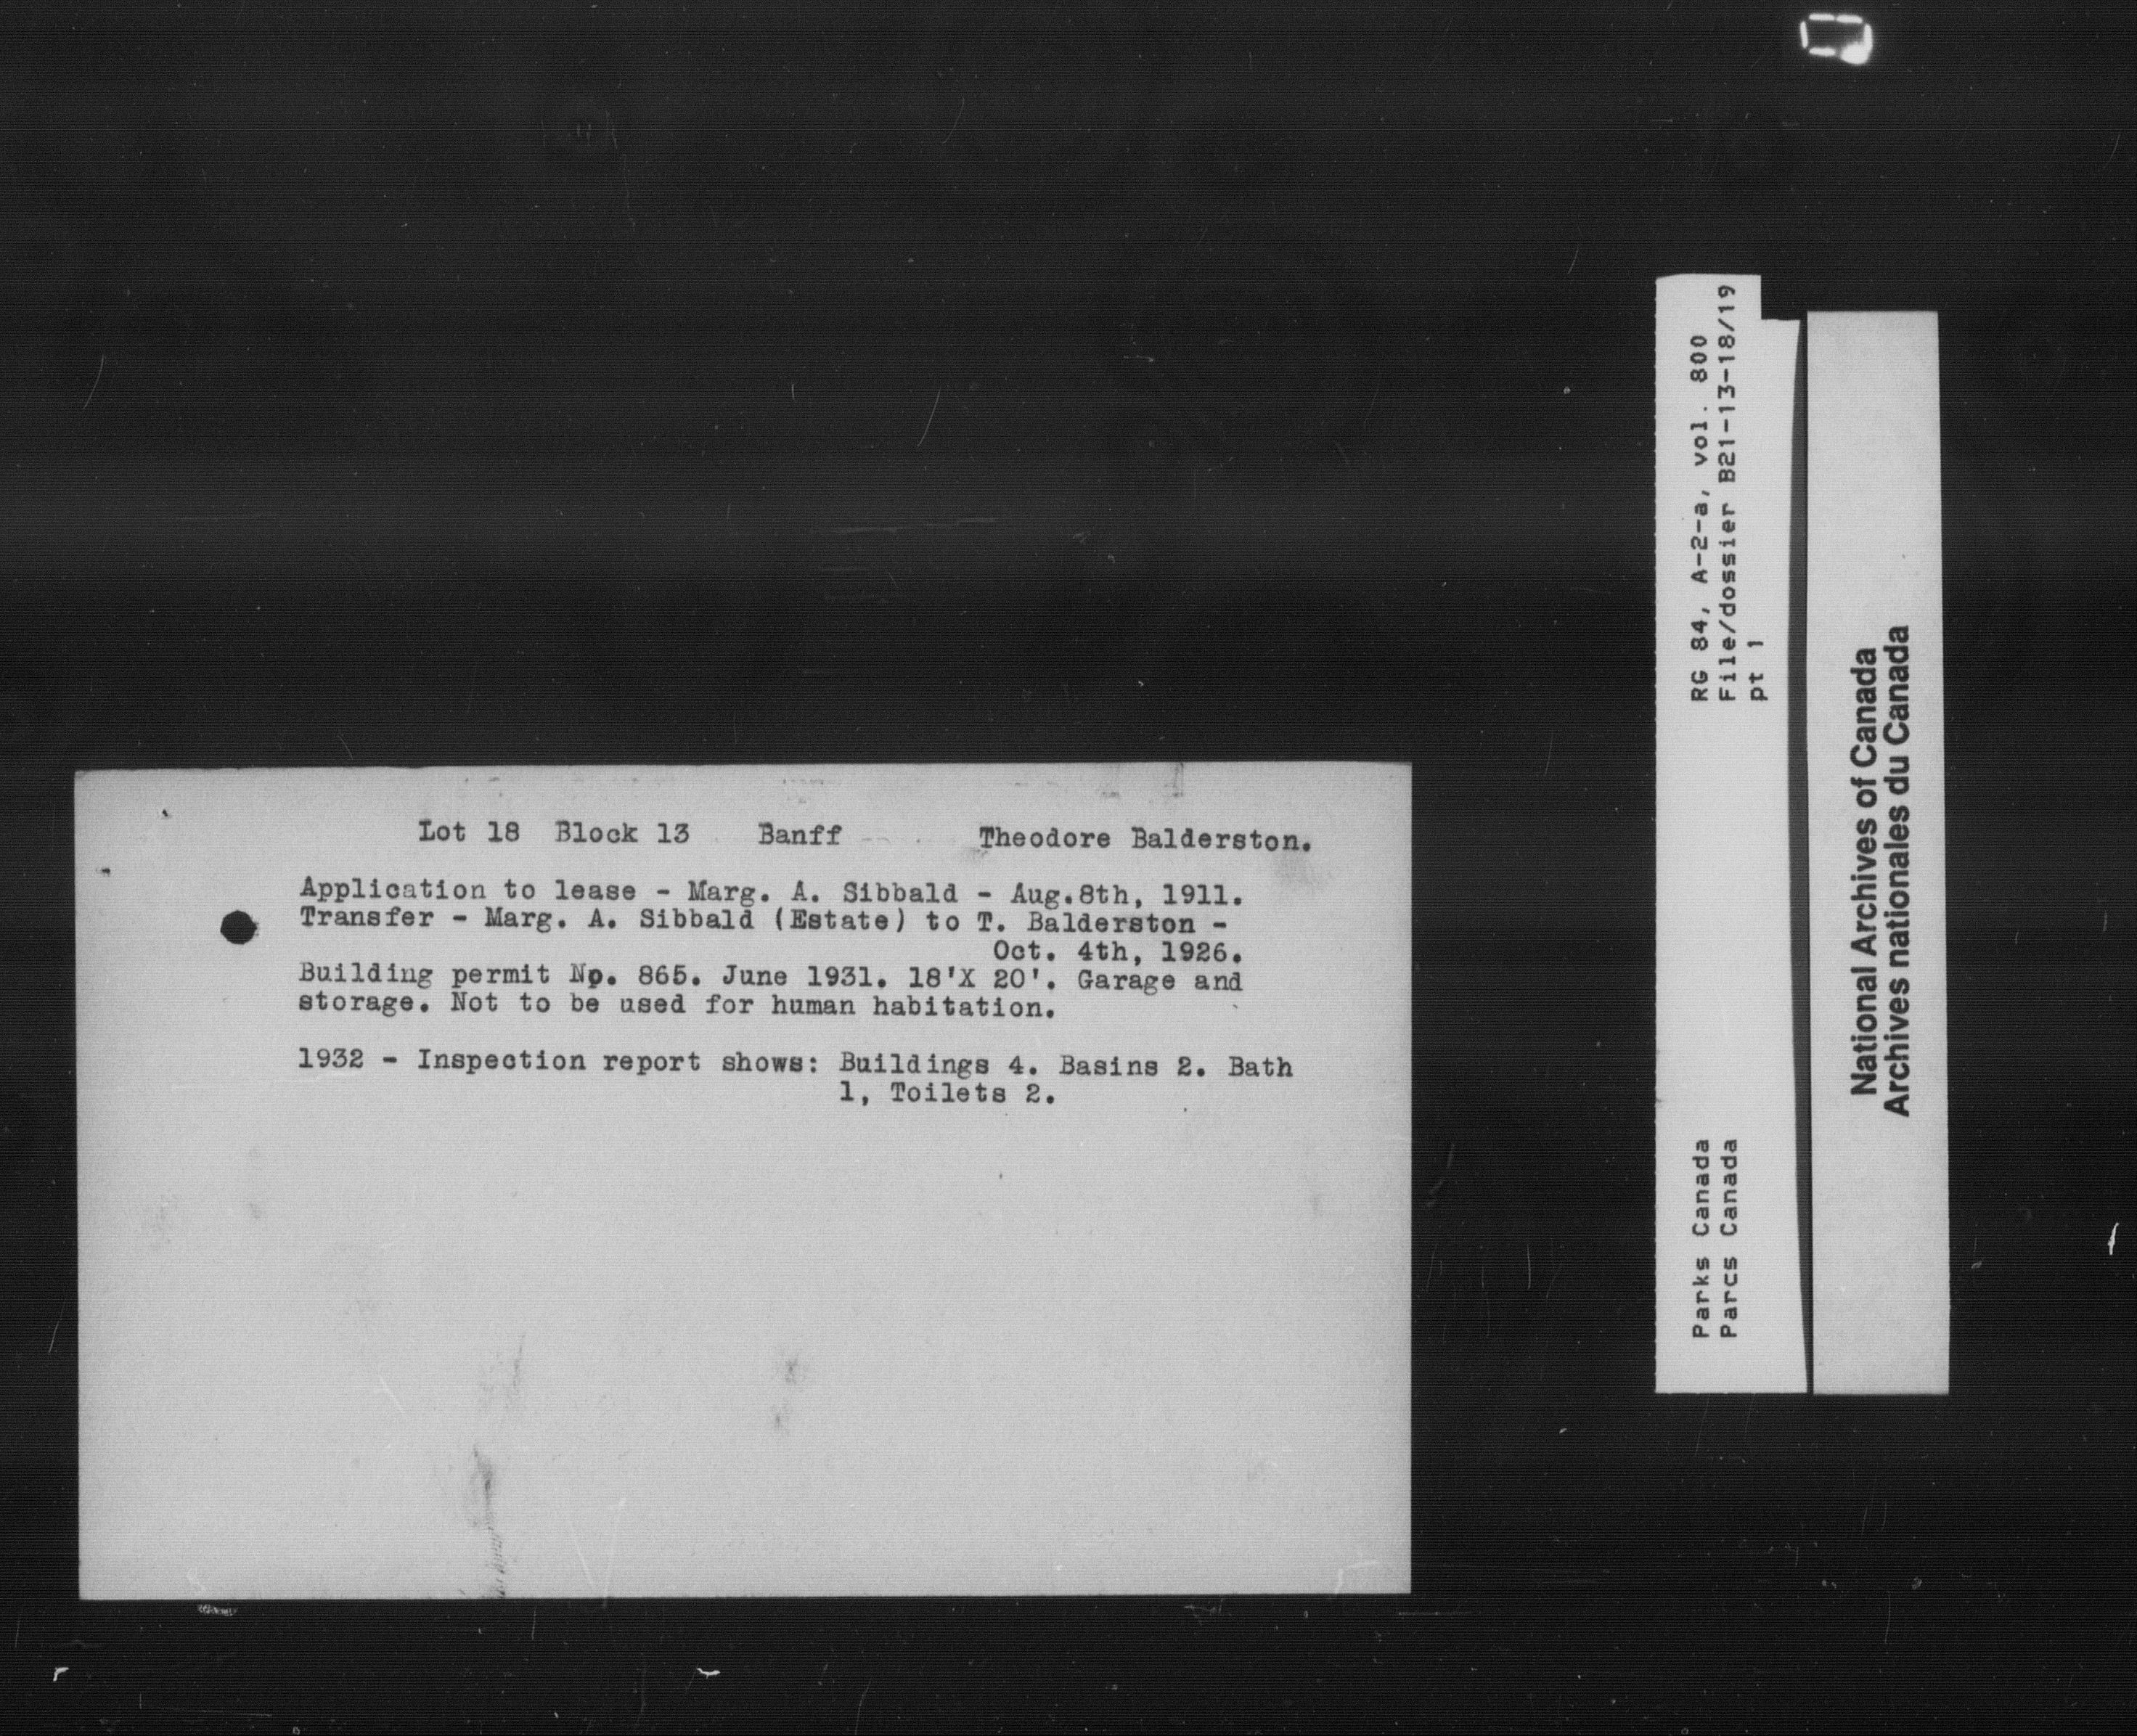 Lot 18 Block 13 Banff Theodore Balderston.
Application to lease - Marg. A. Sibbald - Aug.8th, 1911.
Transfer - Marg. A. Sibbald (Estate) to T. Balderston -
Oct. 4th, 1926.
Building permit No. 865. June 1931. 18'X 20'. Garage and
storage. Not to be used for human habitation.
1932 - Inspection report shows: Buildings 4. Basins 2. Bath
1, Toilets 2.
RG 84, A-2-a, vol. 800
File/dossier B21-13-18/19
pt 1
Parks Canada
Parcs Canada
National Archives of Canada
Archives nationales du Canada